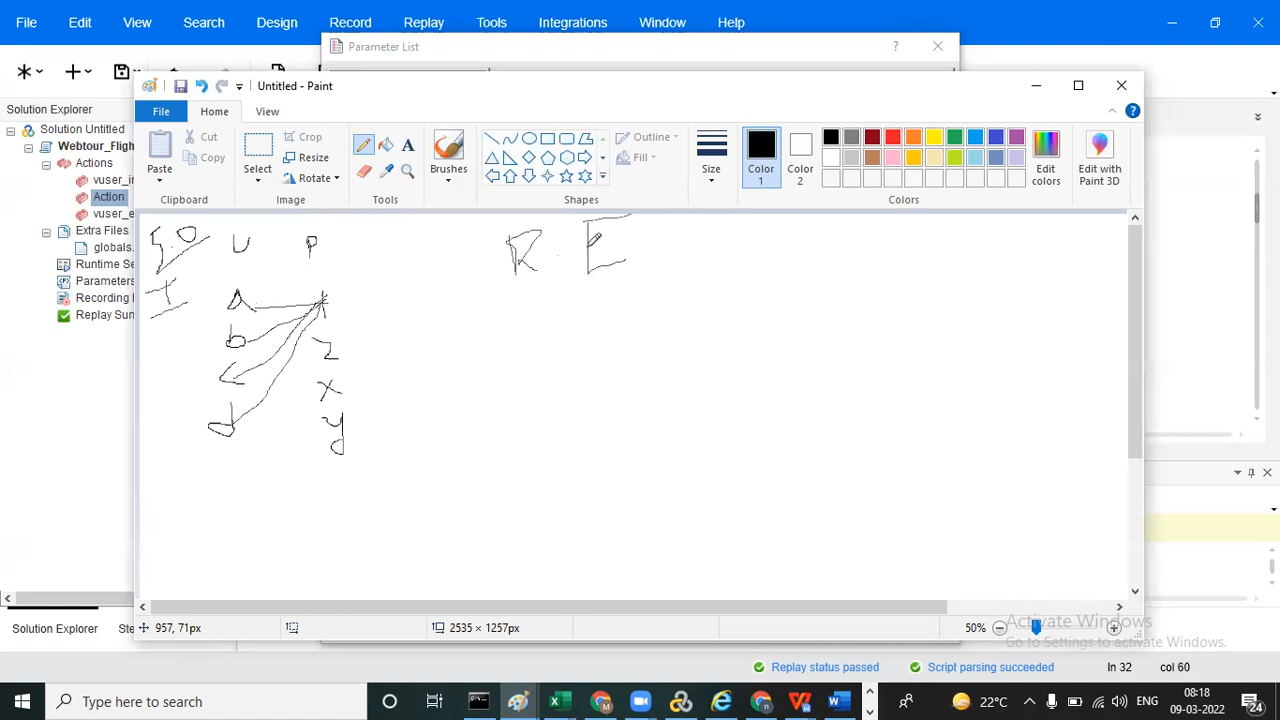 File Edit View Search Design Record Replay Tools Integrations Window Help
Parameter List ?
Untitled - Paint
File Home View
Paste
Cut
Copy
Clipboard
Select
Crop
Resize
Rotate
Image
A
Tools
Brushes
Shapes
Outline
Fill
Size
Color 1
Color 2
Edit colors
Colors
Edit with Paint 3D
Solution Explorer
Solution Untitled
Webtour_Fligh
Actions
vuser_in
Action
vuser_e
Extra Files
globals.
Runtime Se
Parameters
Recording I
Replay Sum
U P
R E
a
b z
x
d y
957, 71px
2535 × 1257px
50%
Solution Explorer Ste
Activate Windows
Go to Settings to activate Windows.
Replay status passed
Script parsing succeeded
ln 32 col 60
Type here to search
22°C
ENG
08:18
09-03-2022
24